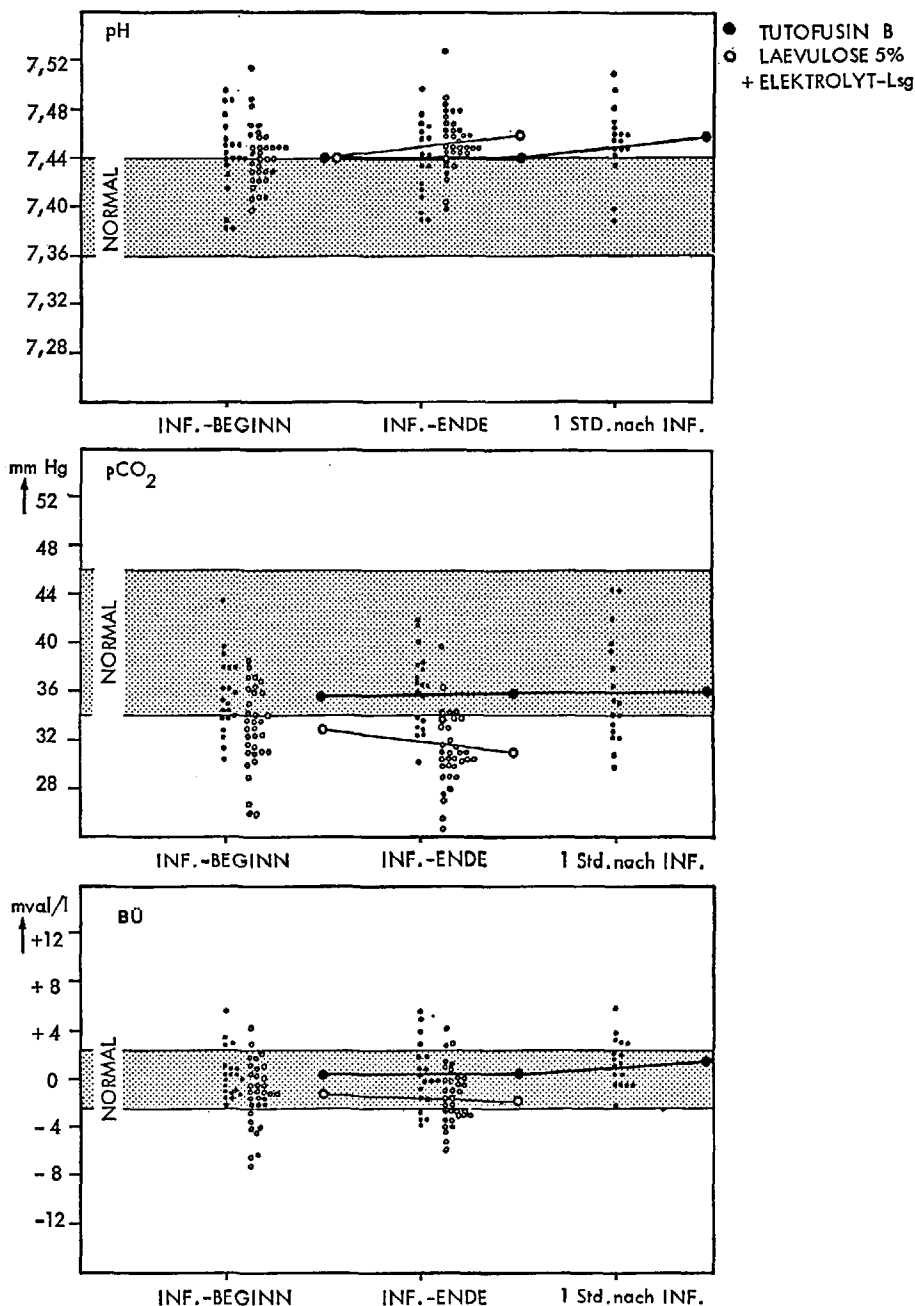 pH
● TUTOFUSIN B
○ LAEVULOSE 5%
+ ELEKTROLYT-Lsg
7,52
7,48
7,44
7,40
7,36
7,32
7,28
NORMAL
INF.-BEGINN INF.-ENDE 1 STD. nach INF.
mm Hg
pCO2
52
48
44
40
36
32
28
NORMAL
INF.-BEGINN INF.-ENDE 1 Std. nach INF.
mval/l
BÜ
+12
+8
+4
0
-4
-8
-12
NORMAL
INF.-BEGINN INF.-ENDE 1 Std. nach INF.